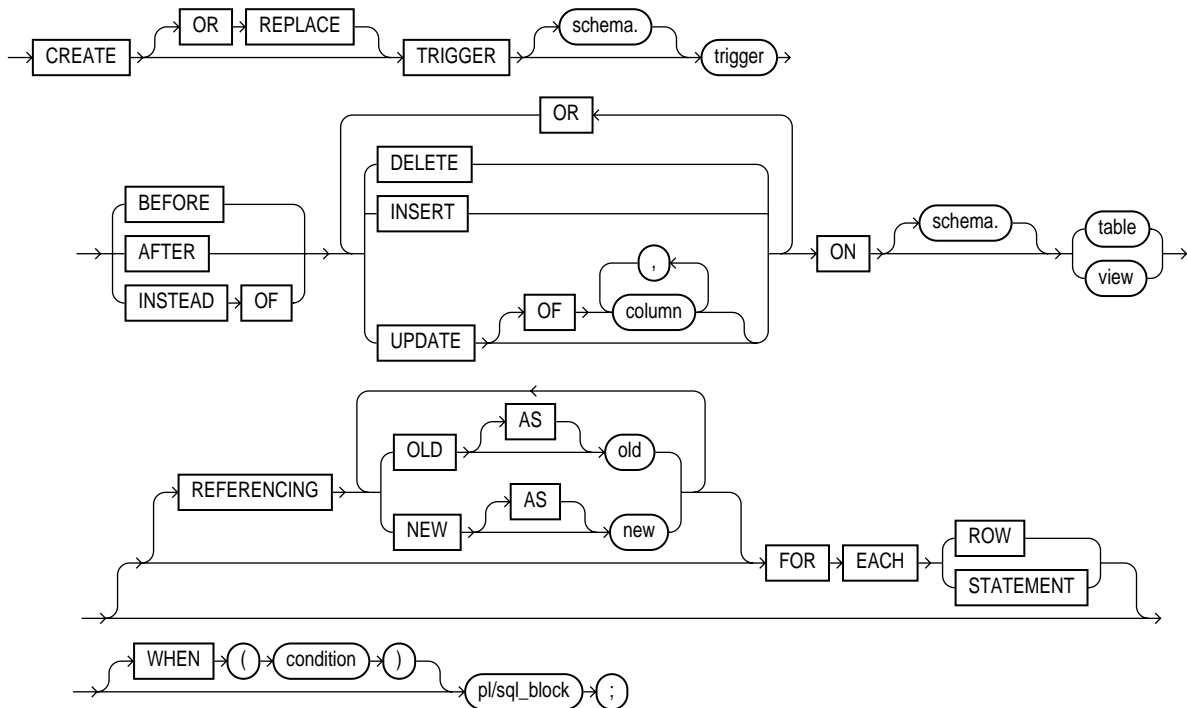 OR REPLACE schema.
CREATE TRIGGER trigger
OR
DELETE
BEFORE INSERT schema. table
AFTER , ON
INSTEAD OF OF column view
UPDATE
AS
OLD old
REFERENCING
AS
NEW new
ROW
FOR EACH
STATEMENT
WHEN ( condition )
pl/sql_block ;